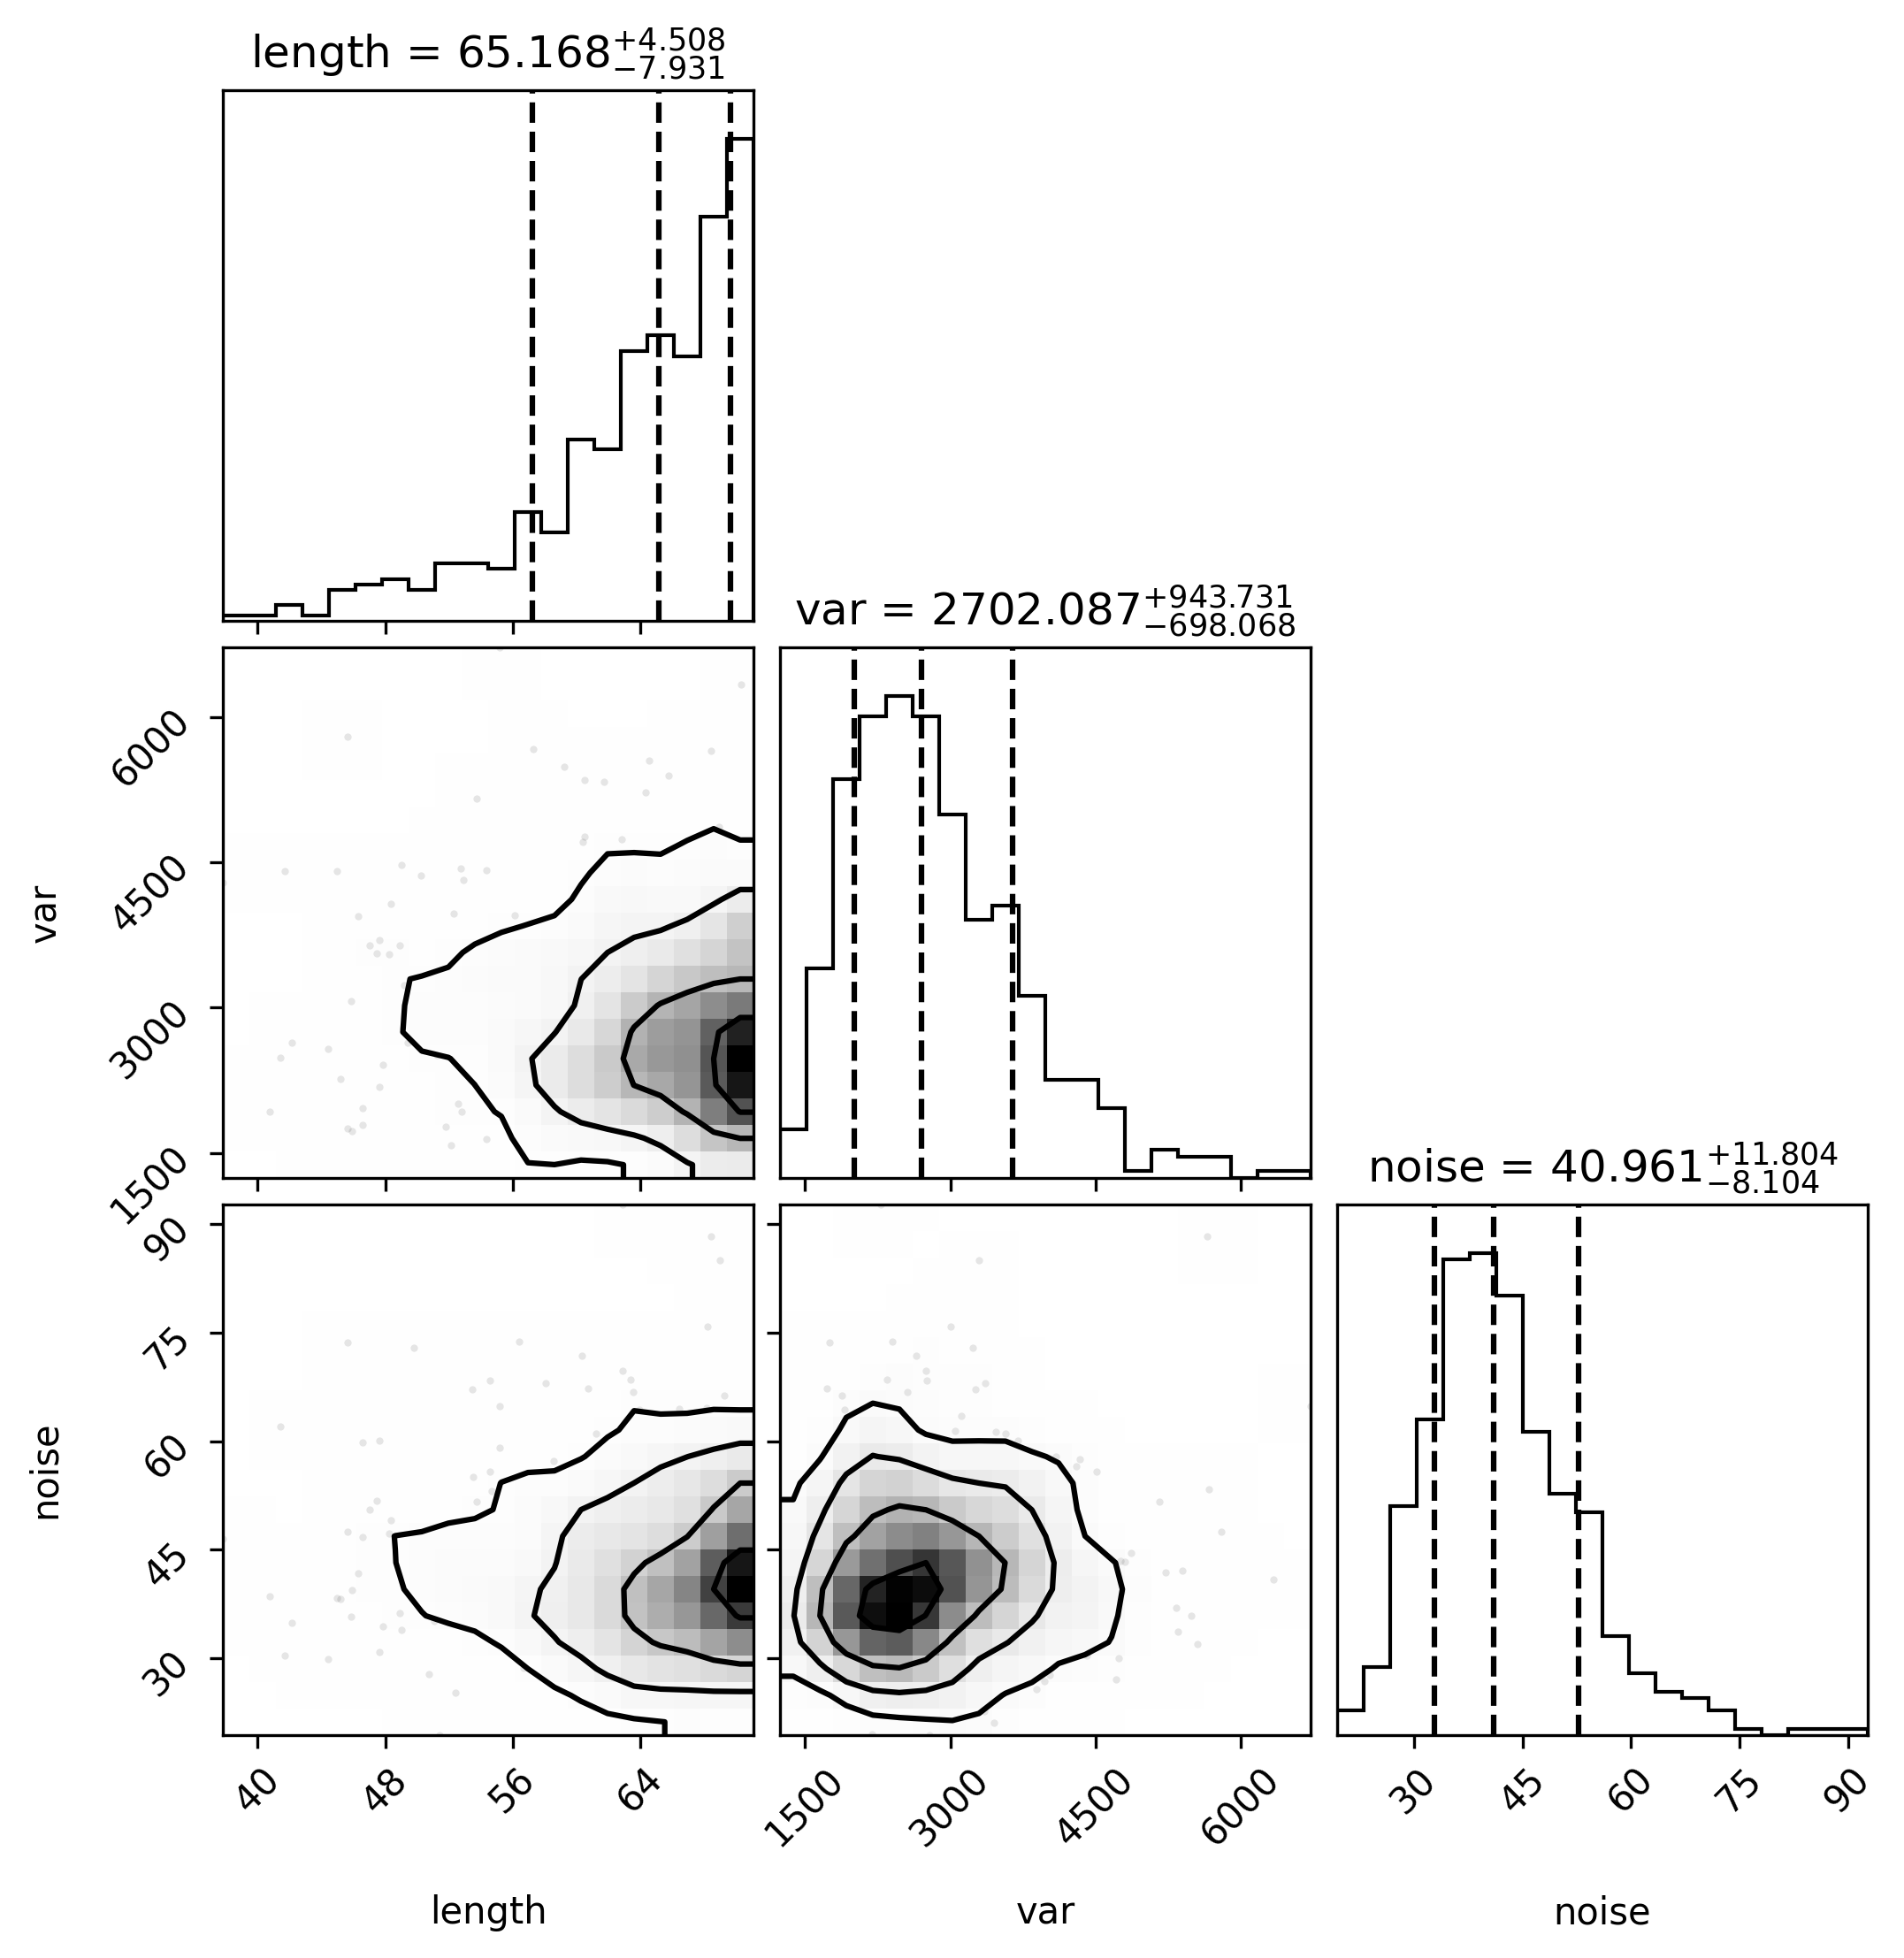 length = 65.168+4.508−7.931
var = 2702.087+943.731−698.068
6000
4500
3000
1500
var
noise = 40.961+11.804−8.104
90
75
60
45
30
noise
40 48 56 64
1500 3000 4500 6000
30 45 60 75 90
length var noise